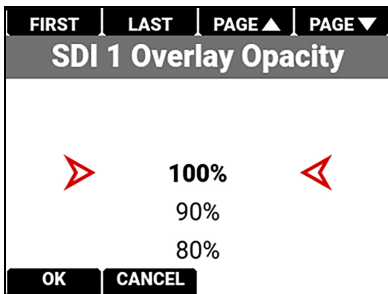 FIRST LAST PAGE▲ PAGE▼
SDI 1 Overlay Opacity
100%
90%
80%
OK CANCEL